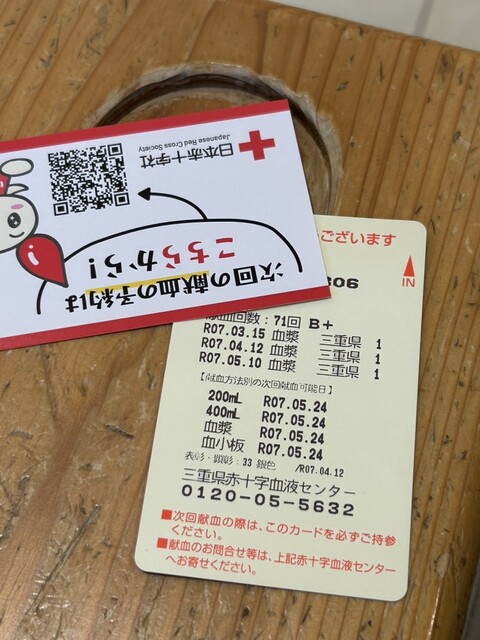 日本赤十字社
Japanese Red Cross Society
次回の献血の予約は
こちらから!
ございます
IN
306
献血回数:71回 B+
R07.03.15 血漿 三重県 1
R07.04.12 血漿 三重県 1
R07.05.10 血漿 三重県 1
【献血方法別の次回献血可能日】
200mL R07.05.24
400mL R07.05.24
血漿 R07.05.24
血小板 R07.05.24
表彰・顕彰:33 銀色 /R07.04.12
三重県赤十字血液センター
0120-05-5632
■次回献血の際は、このカードを必ずご持参
ください。
■献血のお問合せ等は、上記赤十字血液センター
へお寄せください。